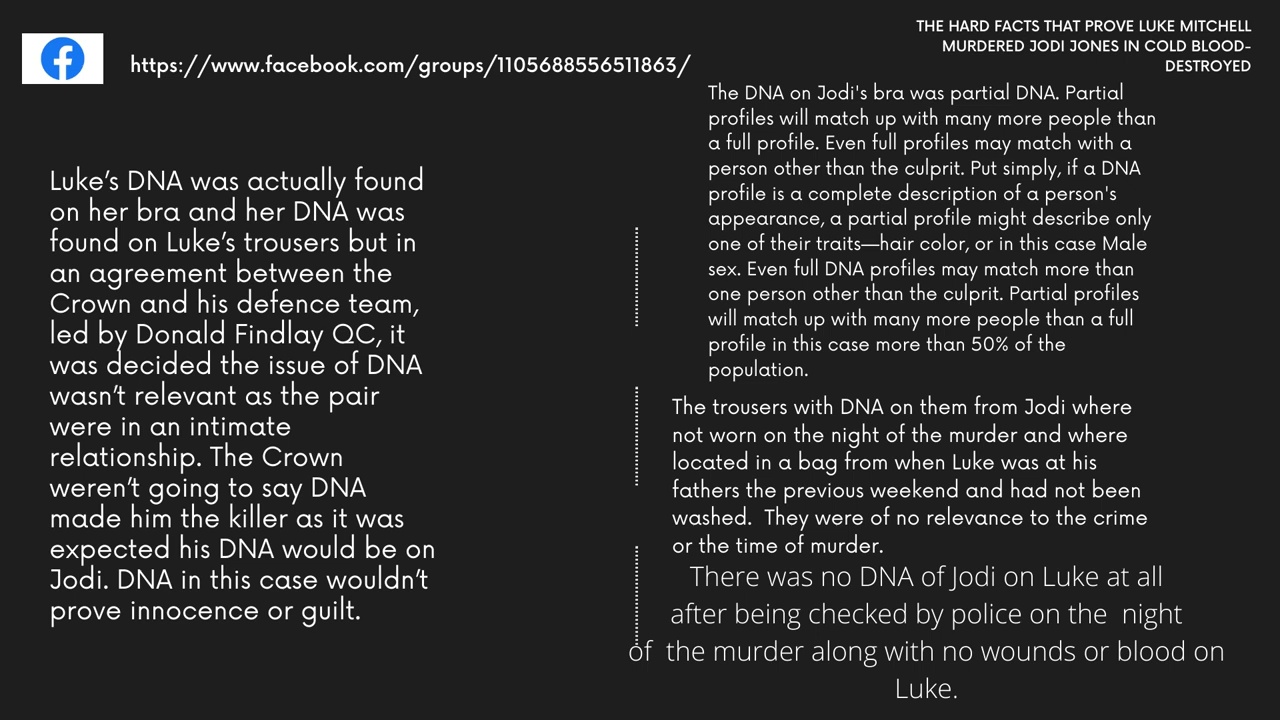 https://www.facebook.com/groups/1105688556511863/
THE HARD FACTS THAT PROVE LUKE MITCHELL
MURDERED JODI JONES IN COLD BLOOD-
DESTROYED
Luke’s DNA was actually found
on her bra and her DNA was
found on Luke’s trousers but in
an agreement between the
Crown and his defence team,
led by Donald Findlay QC, it
was decided the issue of DNA
wasn’t relevant as the pair
were in an intimate
relationship. The Crown
weren’t going to say DNA
made him the killer as it was
expected his DNA would be on
Jodi. DNA in this case wouldn’t
prove innocence or guilt.
The DNA on Jodi's bra was partial DNA. Partial
profiles will match up with many more people than
a full profile. Even full profiles may match with a
person other than the culprit. Put simply, if a DNA
profile is a complete description of a person's
appearance, a partial profile might describe only
one of their traits—hair color, or in this case Male
sex. Even full DNA profiles may match more than
one person other than the culprit. Partial profiles
will match up with many more people than a full
profile in this case more than 50% of the
population.
The trousers with DNA on them from Jodi where
not worn on the night of the murder and where
located in a bag from when Luke was at his
fathers the previous weekend and had not been
washed.  They were of no relevance to the crime
or the time of murder.
There was no DNA of Jodi on Luke at all
after being checked by police on the  night
of  the murder along with no wounds or blood on
Luke.